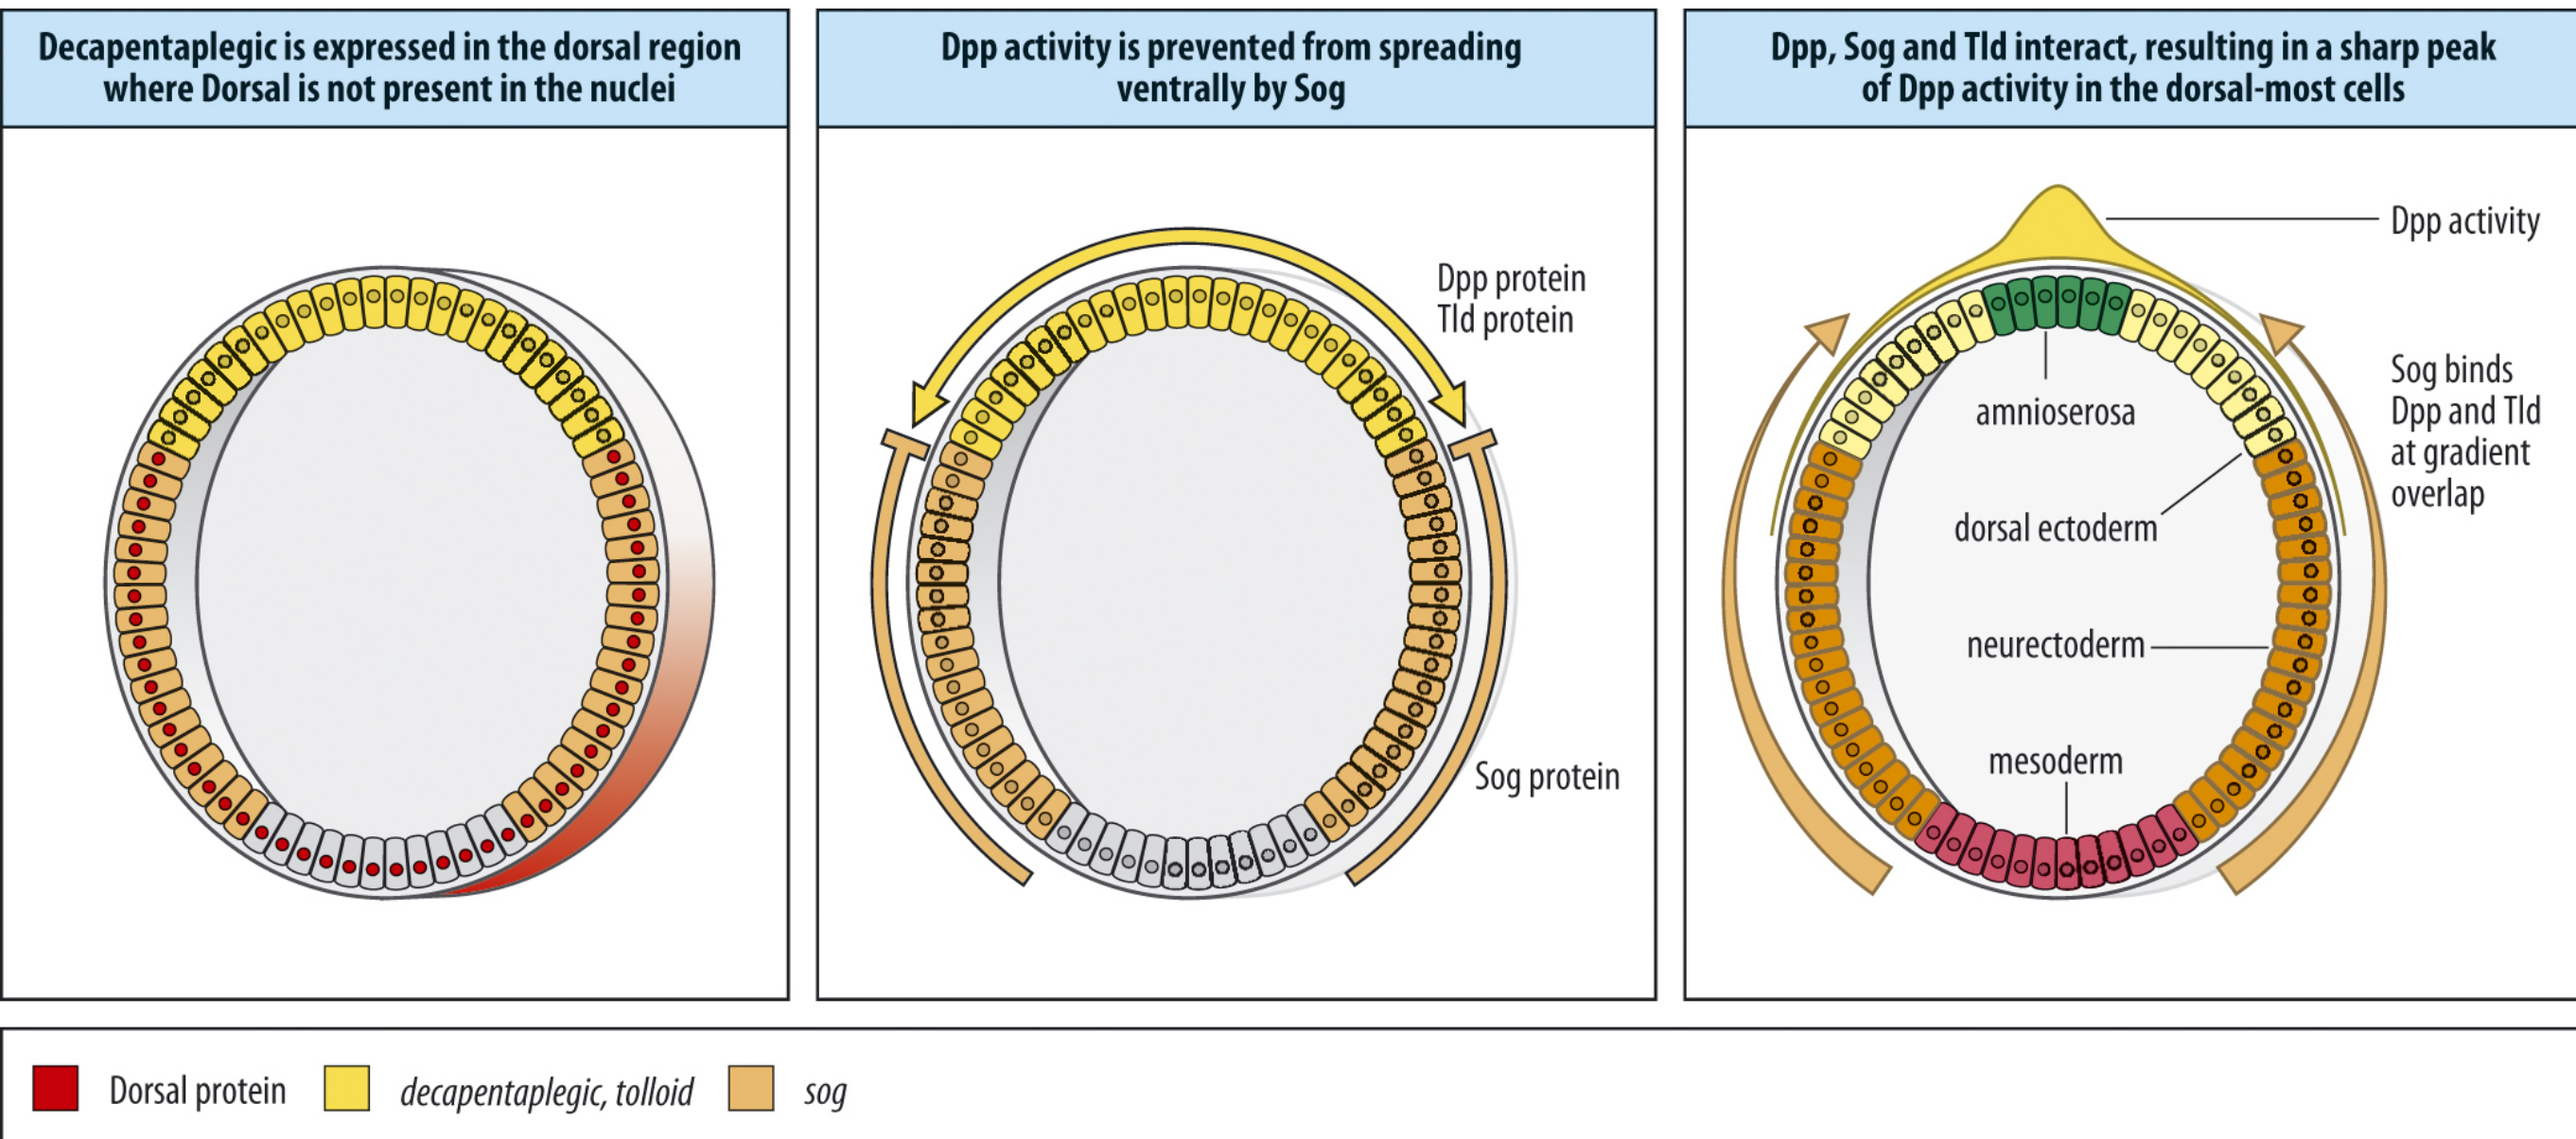 Decapentaplegic is expressed in the dorsal region
where Dorsal is not present in the nuclei
Dpp activity is prevented from spreading
ventrally by Sog
Dpp protein
Tld protein
Sog protein
Dpp, Sog and Tld interact, resulting in a sharp peak
of Dpp activity in the dorsal-most cells
Dpp activity
Sog binds
Dpp and Tld
at gradient
overlap
amnioserosa
dorsal ectoderm
neurectoderm
mesoderm
Dorsal protein
decapentaplegic, tolloid
sog